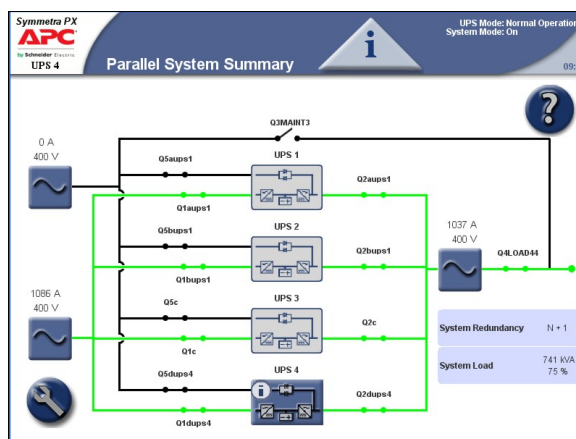 Symmetra PX
APC
by Schneider Electric
UPS 4
Parallel System Summary
i
UPS Mode: Normal Operation
System Mode: On
09:
?
Q3MAINT3
0 A
400 V
UPS 1
Q5aups1
Q2aups1
Q1aups1
UPS 2
Q5bups1
Q2bups1
Q1bups1
1037 A
400 V
Q4LOAD44
1086 A
400 V
UPS 3
Q5c
Q2c
Q1c
System Redundancy N + 1
System Load 741 kVA
75 %
UPS 4
Q5dups4
i
Q2dups4
Q1dups4